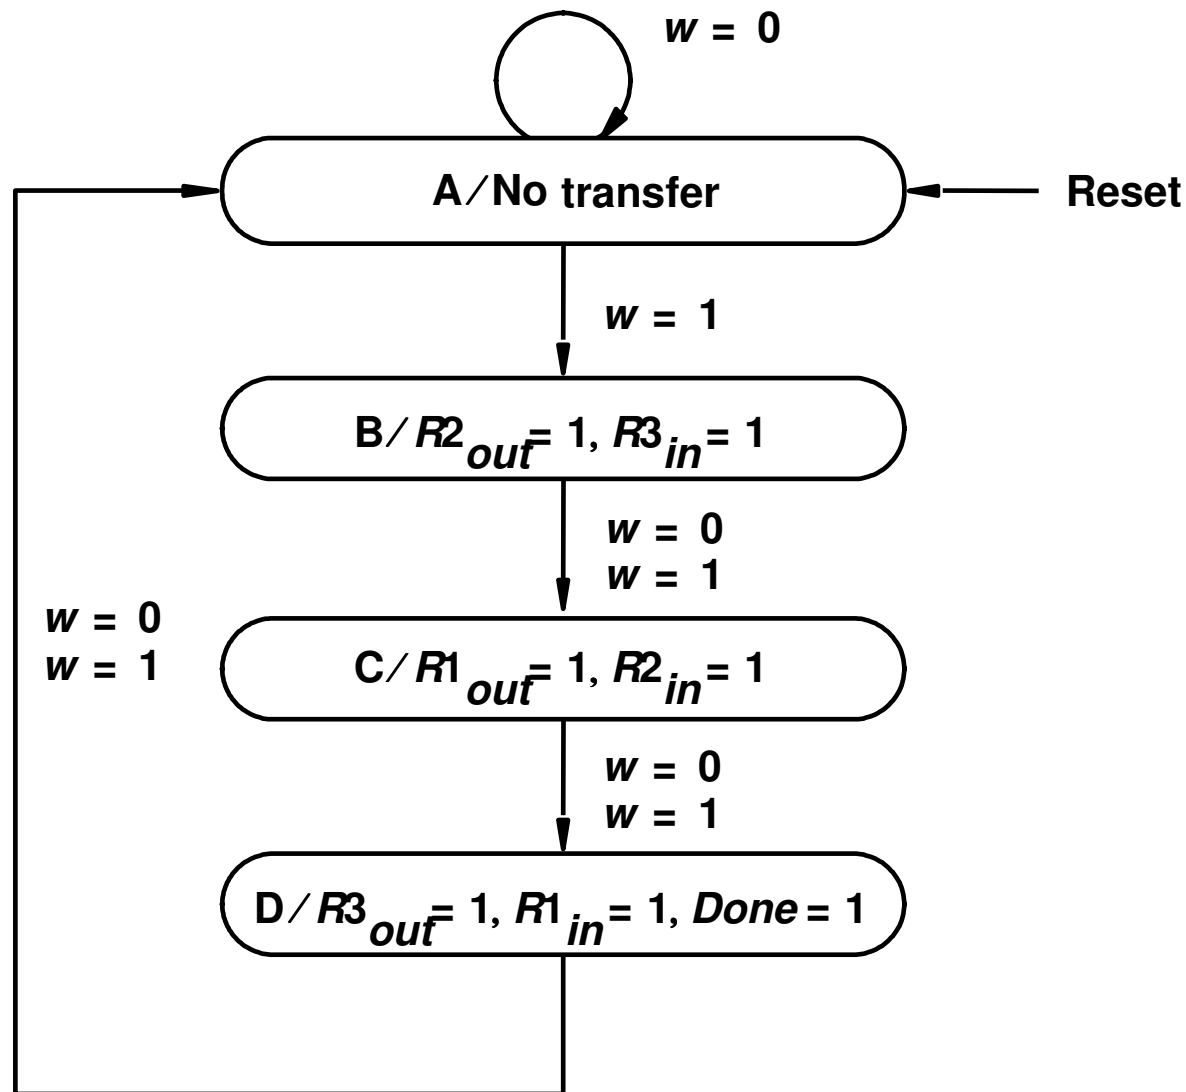 w = 0
A/No transfer
Reset
w = 1
B/R2out = 1, R3in = 1
w = 0
w = 1
w = 0
w = 1
C/R1out = 1, R2in = 1
w = 0
w = 1
D/R3out = 1, R1in = 1, Done = 1